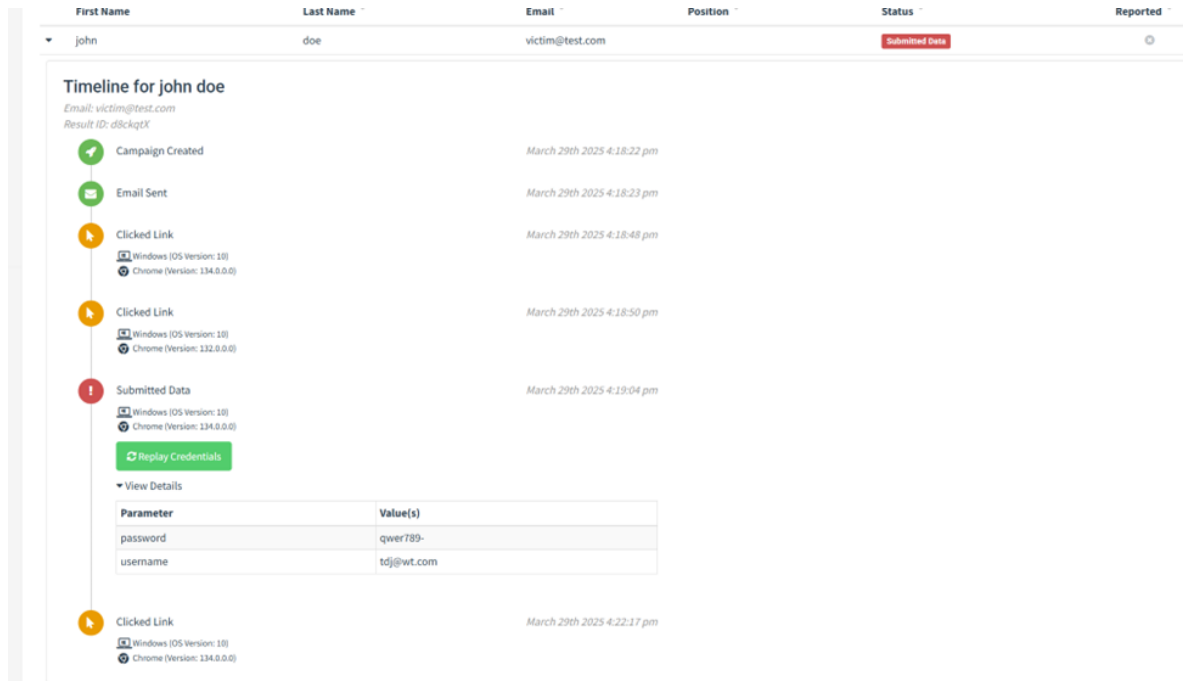 First Name Last Name Email Position Status Reported
john doe victim@test.com Submitted Data
Timeline for john doe
Email: victim@test.com
Result ID: d8ckqtX
Campaign Created March 29th 2025 4:18:22 pm
Email Sent March 29th 2025 4:18:23 pm
Clicked Link March 29th 2025 4:18:48 pm
Windows (OS Version: 10)
Chrome (Version: 134.0.0.0)
Clicked Link March 29th 2025 4:18:50 pm
Windows (OS Version: 10)
Chrome (Version: 132.0.0.0)
Submitted Data March 29th 2025 4:19:04 pm
Windows (OS Version: 10)
Chrome (Version: 134.0.0.0)
Replay Credentials
View Details
Parameter Value(s)
password qwer789-
username tdj@wt.com
Clicked Link March 29th 2025 4:22:17 pm
Windows (OS Version: 10)
Chrome (Version: 134.0.0.0)